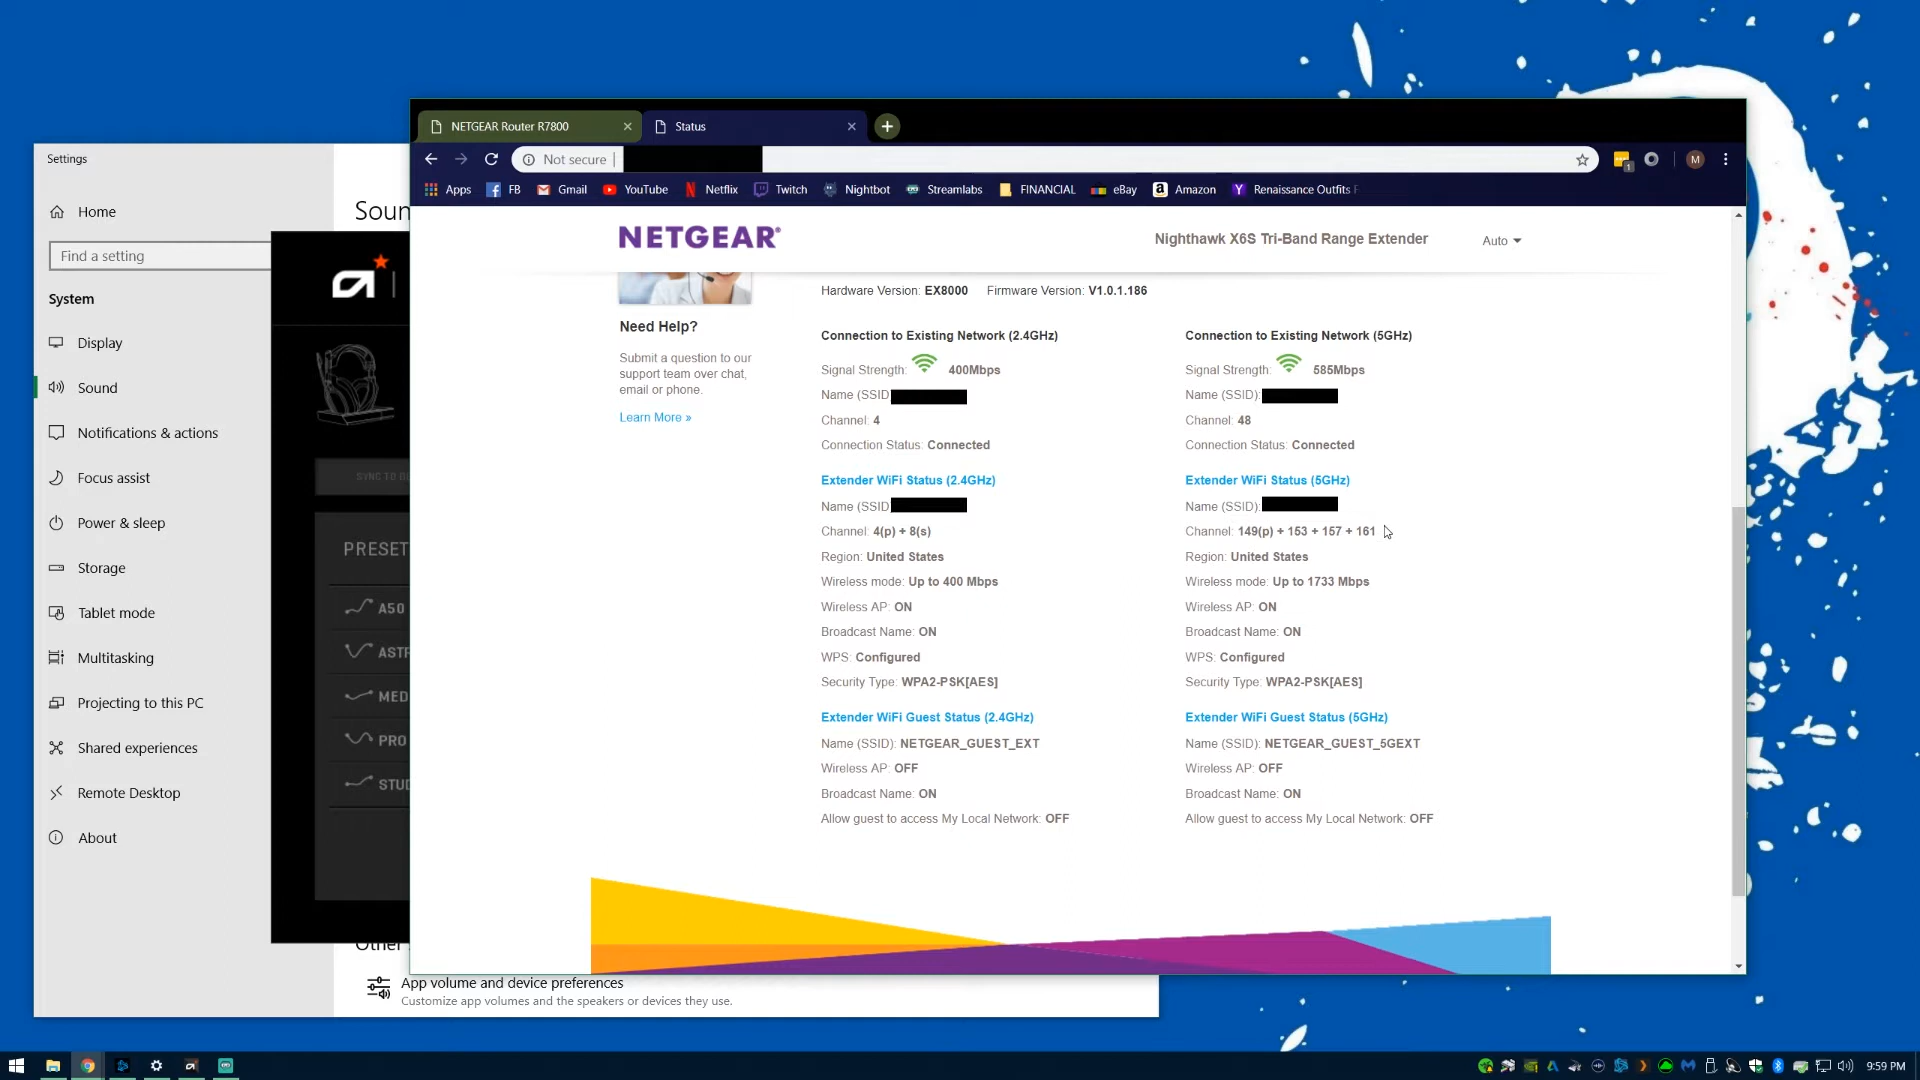 Settings
Home
Find a setting
System
Display
Sound
Notifications & actions
Focus assist
Power & sleep
Storage
Tablet mode
Multitasking
Projecting to this PC
Shared experiences
Remote Desktop
About
Soun
SYNC TO
PRESET
A50
ASTR
MED
PRO
STUD
Other
App volume and device preferences
Customize app volumes and the speakers or devices they use.
NETGEAR Router R7800
Status
Not secure
M
1
Apps
FB
Gmail
YouTube
Netflix
Twitch
Nightbot
Streamlabs
FINANCIAL
eBay
Amazon
Renaissance Outfits F
NETGEAR®
Nighthawk X6S Tri-Band Range Extender
Auto
Need Help?
Submit a question to our
support team over chat,
email or phone.
Learn More »
Hardware Version: EX8000 Firmware Version: V1.0.1.186
Connection to Existing Network (2.4GHz)
Signal Strength: 400Mbps
Name (SSID
Channel: 4
Connection Status: Connected
Extender WiFi Status (2.4GHz)
Name (SSID
Channel: 4(p) + 8(s)
Region: United States
Wireless mode: Up to 400 Mbps
Wireless AP: ON
Broadcast Name: ON
WPS: Configured
Security Type: WPA2-PSK[AES]
Extender WiFi Guest Status (2.4GHz)
Name (SSID): NETGEAR_GUEST_EXT
Wireless AP: OFF
Broadcast Name: ON
Allow guest to access My Local Network: OFF
Connection to Existing Network (5GHz)
Signal Strength: 585Mbps
Name (SSID):
Channel: 48
Connection Status: Connected
Extender WiFi Status (5GHz)
Name (SSID):
Channel: 149(p) + 153 + 157 + 161
Region: United States
Wireless mode: Up to 1733 Mbps
Wireless AP: ON
Broadcast Name: ON
WPS: Configured
Security Type: WPA2-PSK[AES]
Extender WiFi Guest Status (5GHz)
Name (SSID): NETGEAR_GUEST_5GEXT
Wireless AP: OFF
Broadcast Name: ON
Allow guest to access My Local Network: OFF
9:59 PM